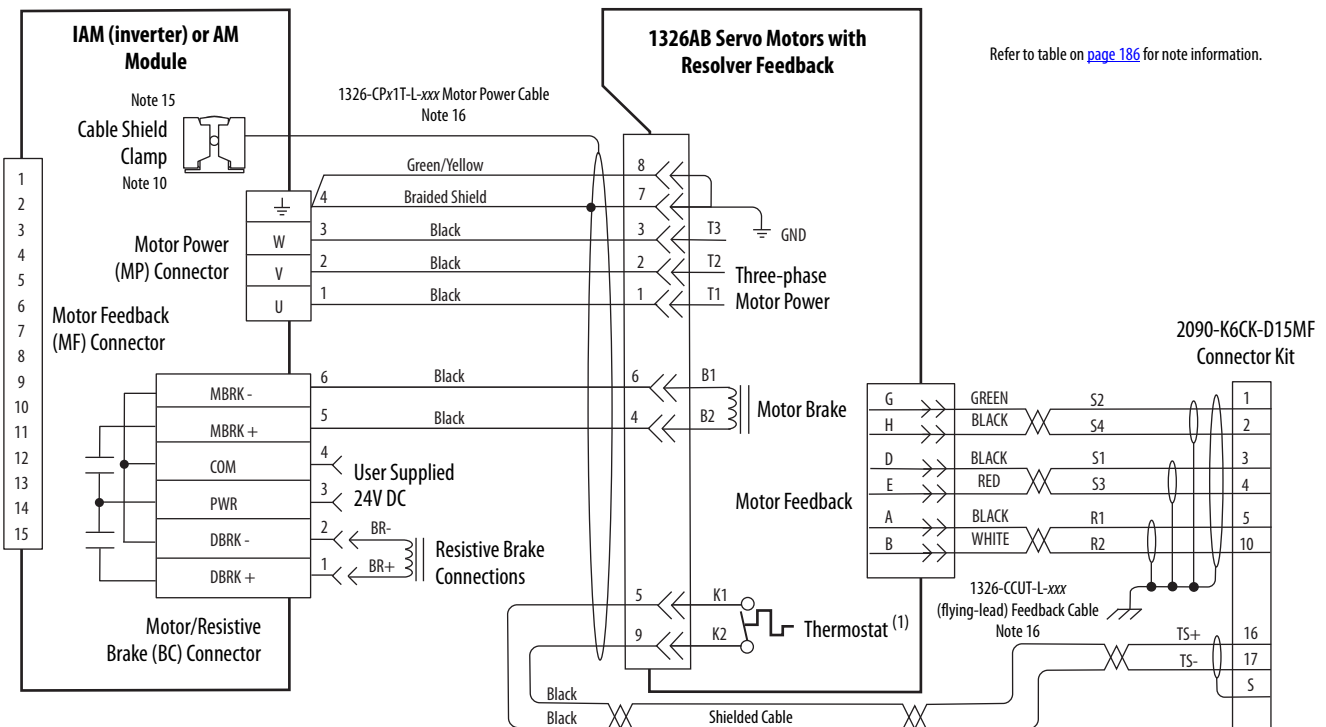 IAM (inverter) or AM
Module
1326AB Servo Motors with
Resolver Feedback
Refer to table on page 186 for note information.
Note 15
Cable Shield
Clamp
Note 10
1326-CPx1T-L-xxx Motor Power Cable
Note 16
1
2
3
4
5
6
7
8
9
10
11
12
13
14
15
Motor Feedback
(MF) Connector
Motor Power
(MP) Connector
W
V
U
4
3
2
1
Green/Yellow
Braided Shield
Black
Black
Black
8
7
3
2
1
T3
T2
T1
GND
Three-phase
Motor Power
MBRK -
MBRK +
COM
PWR
DBRK -
DBRK +
6
5
4
3
2
1
Black
Black
User Supplied
24V DC
BR-
BR+
Resistive Brake
Connections
Motor/Resistive
Brake (BC) Connector
6
4
B1
B2
Motor Brake
Motor Feedback
G
H
D
E
A
B
GREEN
BLACK
BLACK
RED
BLACK
WHITE
S2
S4
S1
S3
R1
R2
2090-K6CK-D15MF
Connector Kit
1
2
3
4
5
10
16
17
S
5
9
K1
K2
Thermostat (1)
1326-CCUT-L-xxx
(flying-lead) Feedback Cable
Note 16
TS+
TS-
Black
Black
Shielded Cable